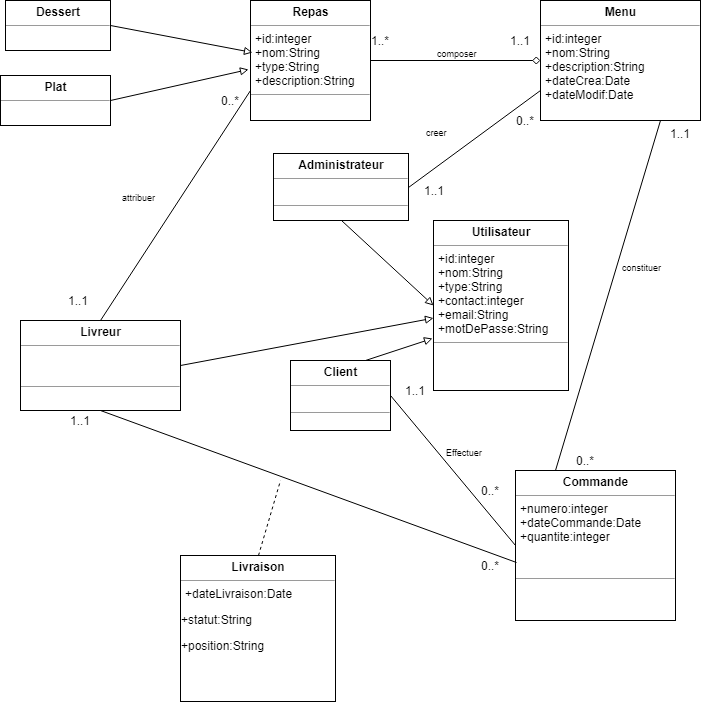 Dessert
Repas
Menu
+id:integer
+nom:String
+type:String
+description:String
+id:integer
+nom:String
+description:String
+dateCrea:Date
+dateModif:Date
1..*
composer
1..1
Plat
0..*
0..*
creer
1..1
Administrateur
1..1
attribuer
Utilisateur
+id:integer
+nom:String
+type:String
+contact:integer
+email:String
+motDePasse:String
constituer
1..1
Livreur
Client
1..1
1..1
Effectuer
0..*
0..*
Commande
+numero:integer
+dateCommande:Date
+quantite:integer
0..*
Livraison
+dateLivraison:Date
+statut:String
+position:String